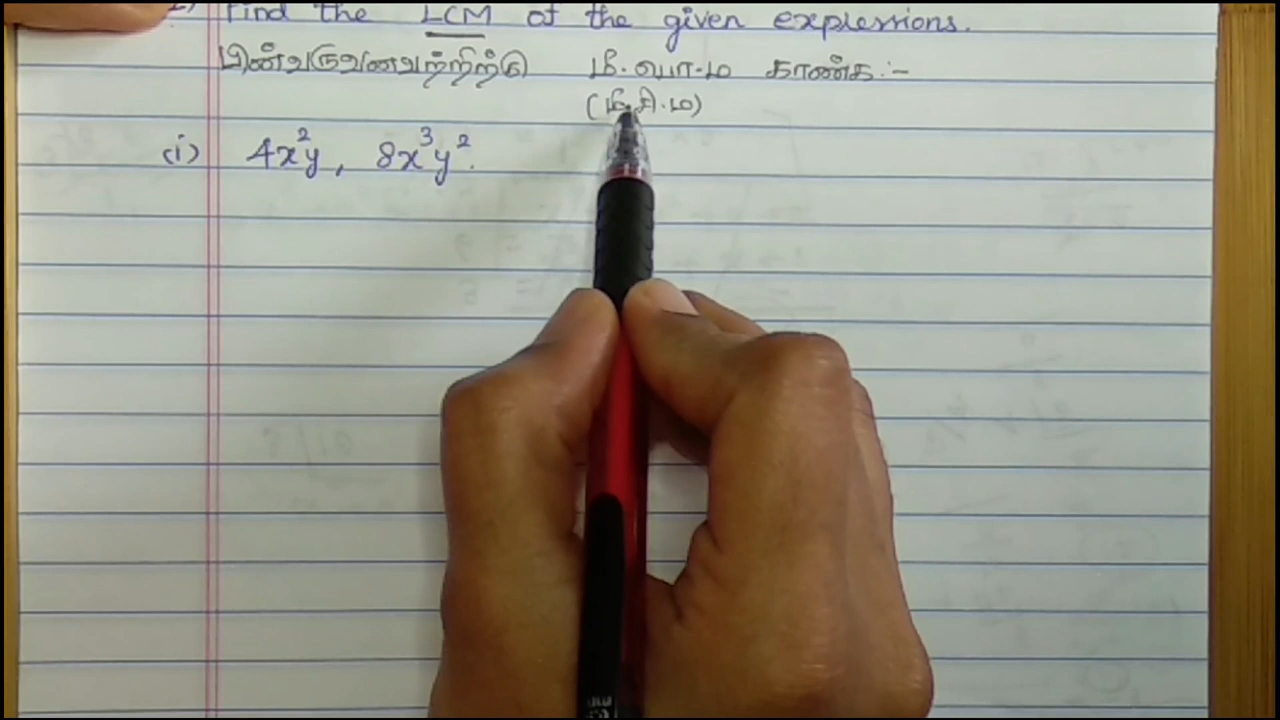 Find the LCM of the given expressions.
பின்வருவனவற்றிற்கு மீ.பொ.ம காண்க :-
(மீ.சி.ம)
(i) 4x²y, 8x³y².